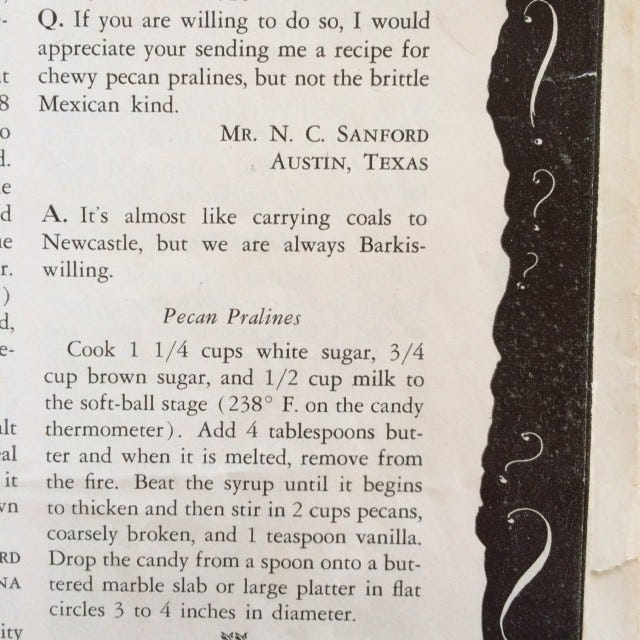 Q. If you are willing to do so, I would
appreciate your sending me a recipe for
chewy pecan pralines, but not the brittle
Mexican kind.
MR. N. C. SANFORD
AUSTIN, TEXAS
A. It's almost like carrying coals to
Newcastle, but we are always Barkis-
willing.
Pecan Pralines
Cook 1 1/4 cups white sugar, 3/4
cup brown sugar, and 1/2 cup milk to
the soft-ball stage (238° F. on the candy
thermometer). Add 4 tablespoons but-
ter and when it is melted, remove from
the fire. Beat the syrup until it begins
to thicken and then stir in 2 cups pecans,
coarsely broken, and 1 teaspoon vanilla.
Drop the candy from a spoon onto a but-
tered marble slab or large platter in flat
circles 3 to 4 inches in diameter.